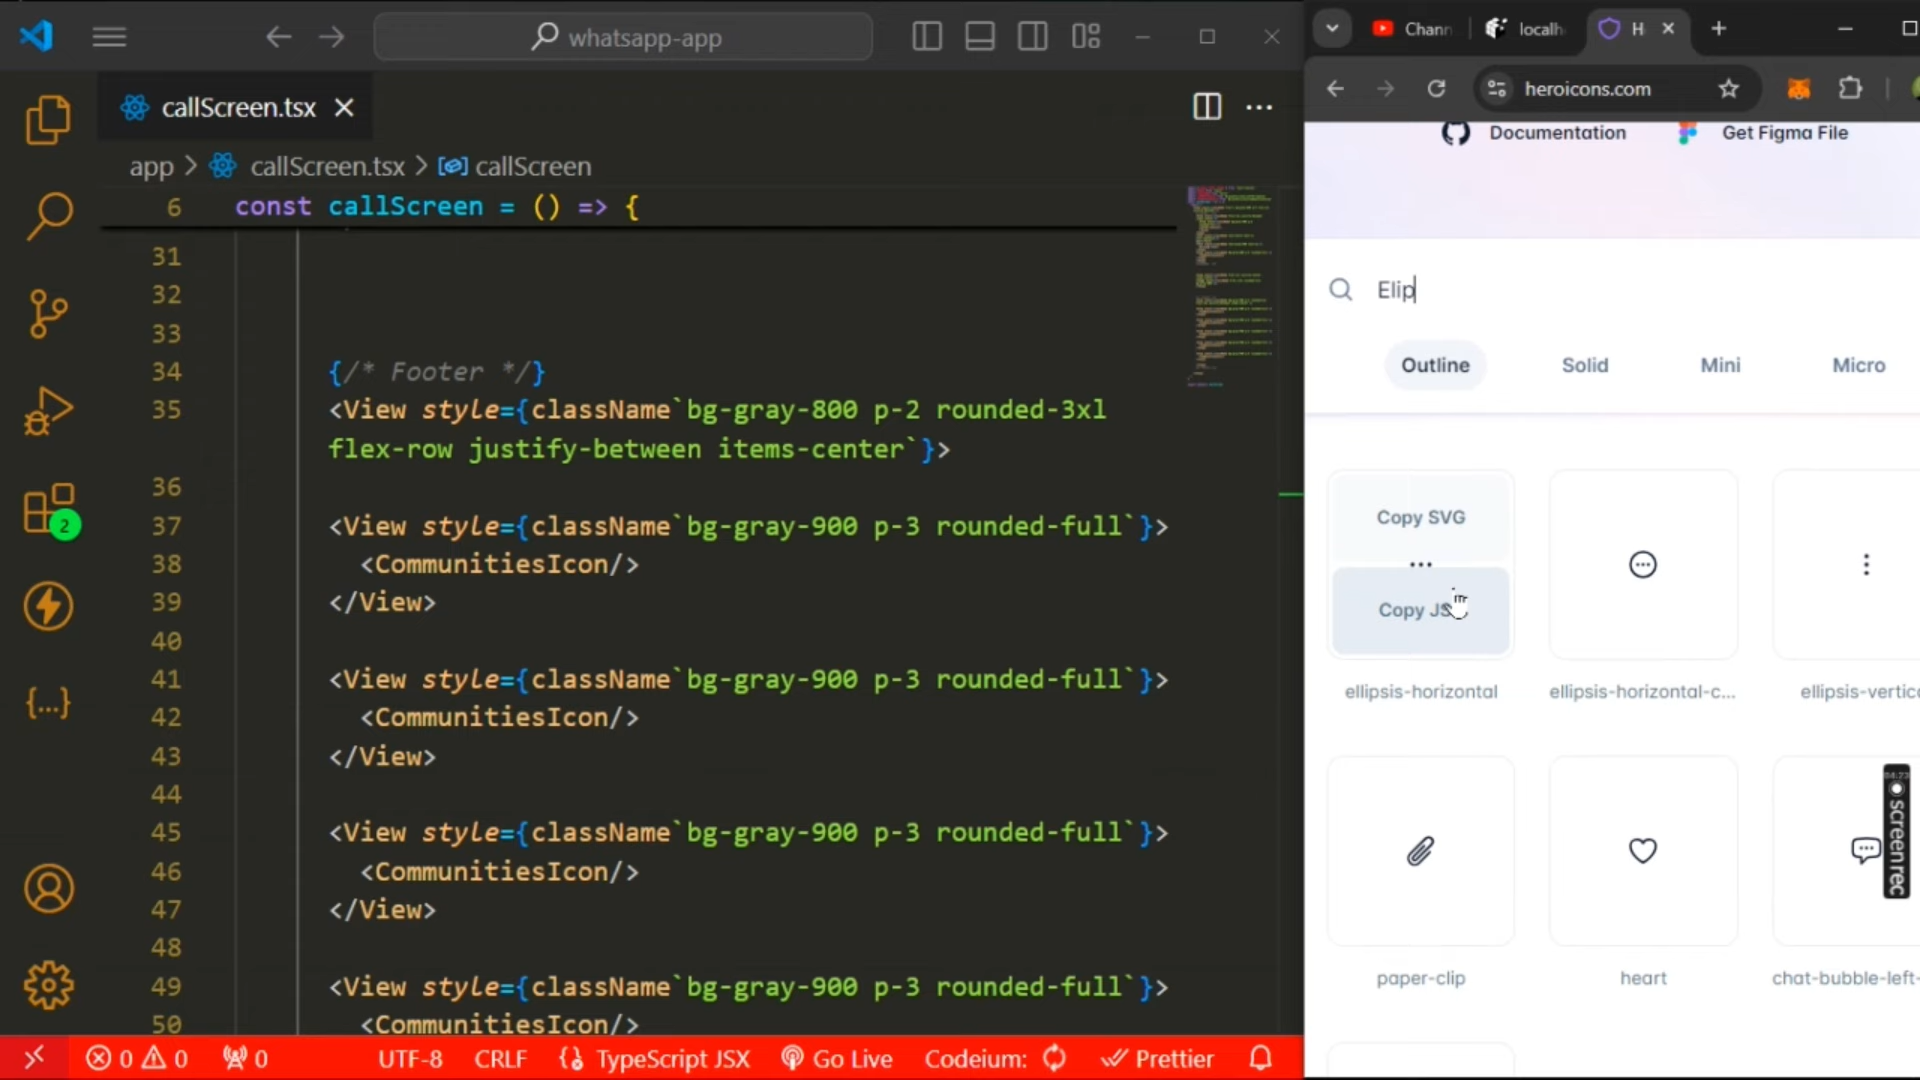 whatsapp-app
callScreen.tsx
app > callScreen.tsx > callScreen
6 const callScreen = () => {
31
32
33
34 {/* Footer */}
35 <View style={className`bg-gray-800 p-2 rounded-3xl
flex-row justify-between items-center`}>
36
37 <View style={className`bg-gray-900 p-3 rounded-full`}>
38 <CommunitiesIcon/>
39 </View>
40
41 <View style={className`bg-gray-900 p-3 rounded-full`}>
42 <CommunitiesIcon/>
43 </View>
44
45 <View style={className`bg-gray-900 p-3 rounded-full`}>
46 <CommunitiesIcon/>
47 </View>
48
49 <View style={className`bg-gray-900 p-3 rounded-full`}>
50 <CommunitiesIcon/>
2
0 0 0 UTF-8 CRLF TypeScript JSX Go Live Codeium: Prettier
Chann localh H
heroicons.com
Documentation Get Figma File
Elip
Outline Solid Mini Micro
Copy SVG
Copy JS
ellipsis-horizontal ellipsis-horizontal-c... ellipsis-vertic
paper-clip heart chat-bubble-left-
screenrec